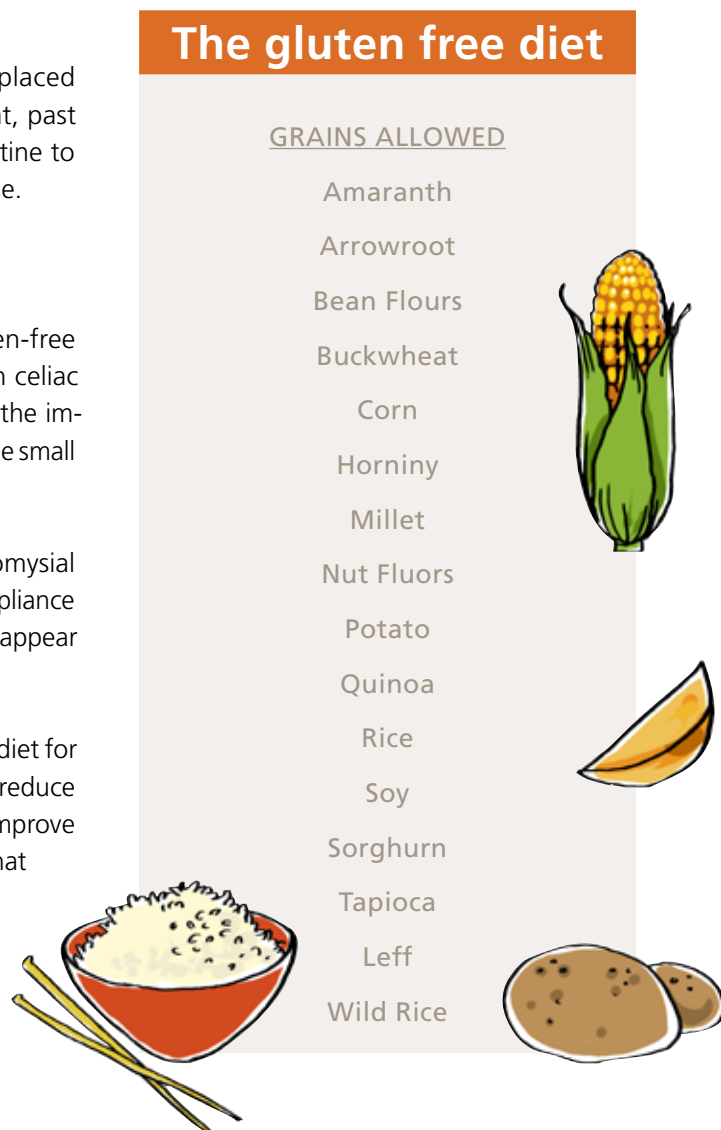 placed
t, past
tine to
e.
en-free
n celiac
the im-
e small
omysial
pliance
appear
diet for
reduce
mprove
hat
The gluten free diet
GRAINS ALLOWED
Amaranth
Arrowroot
Bean Flours
Buckwheat
Corn
Horniny
Millet
Nut Fluors
Potato
Quinoa
Rice
Soy
Sorghurn
Tapioca
Leff
Wild Rice